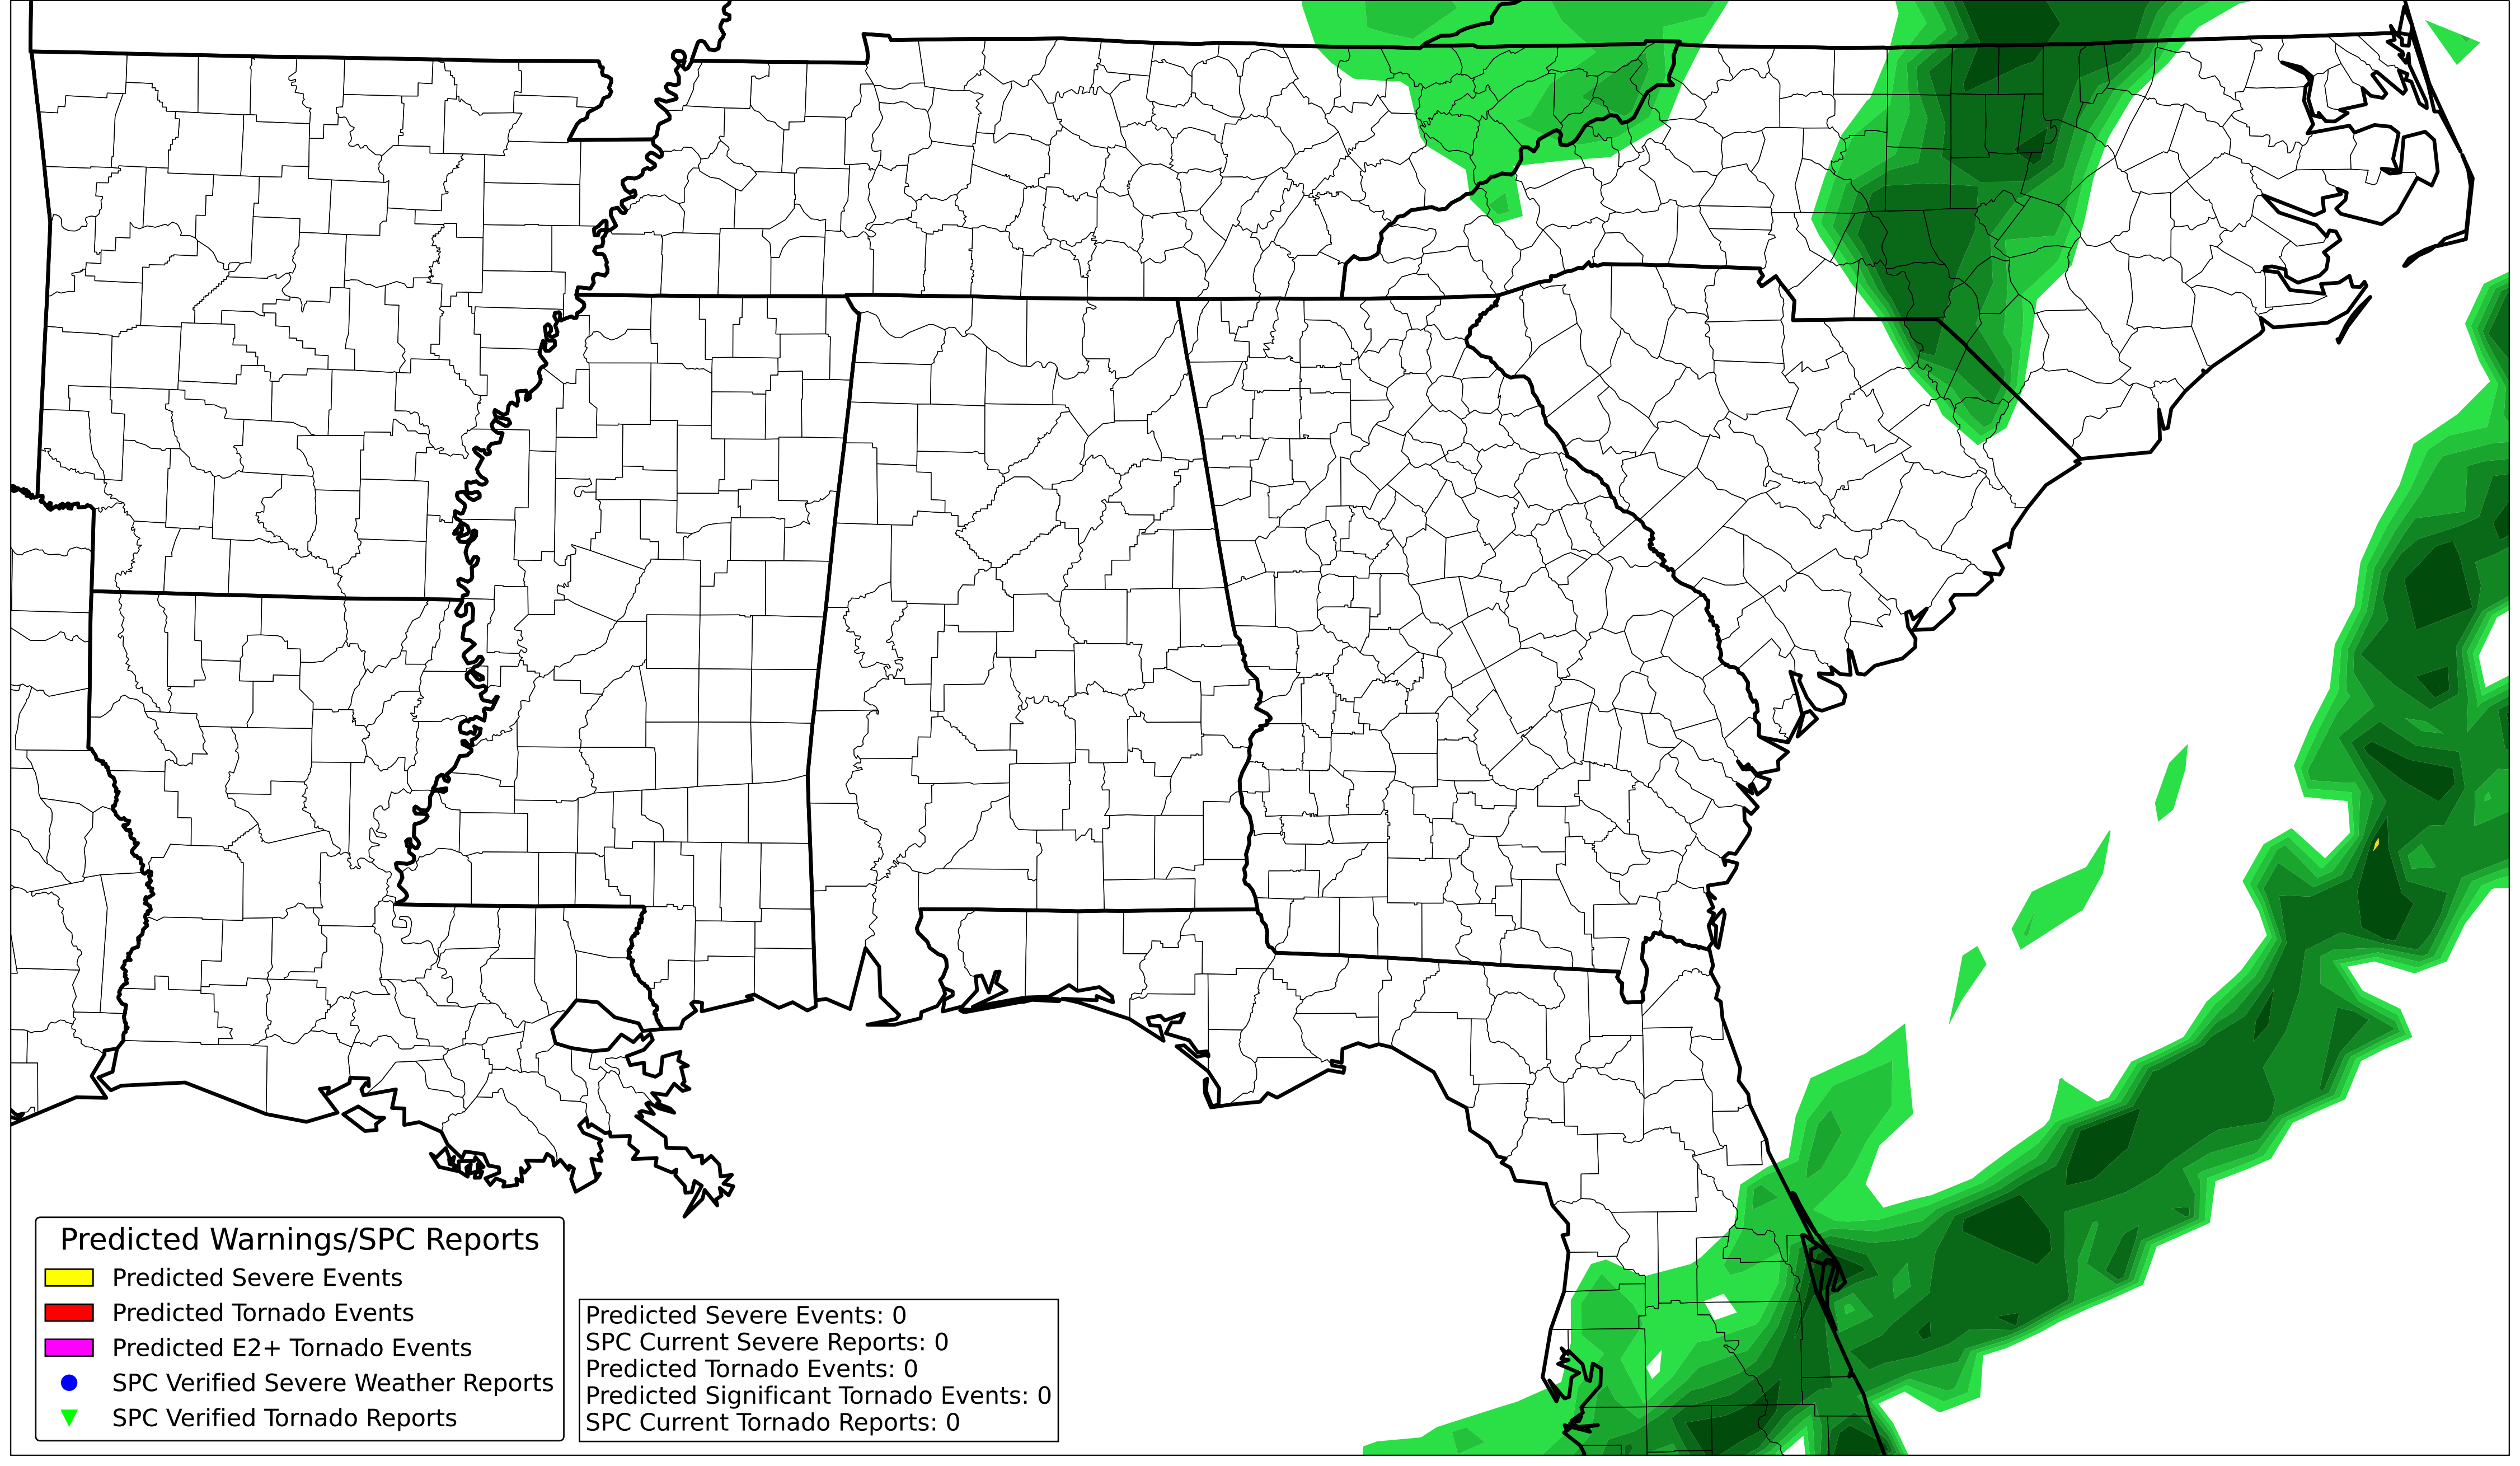 Predicted Warnings/SPC Reports
Predicted Severe Events
Predicted Tornado Events
Predicted E2+ Tornado Events
SPC Verified Severe Weather Reports
SPC Verified Tornado Reports
Predicted Severe Events: 0
SPC Current Severe Reports: 0
Predicted Tornado Events: 0
Predicted Significant Tornado Events: 0
SPC Current Tornado Reports: 0